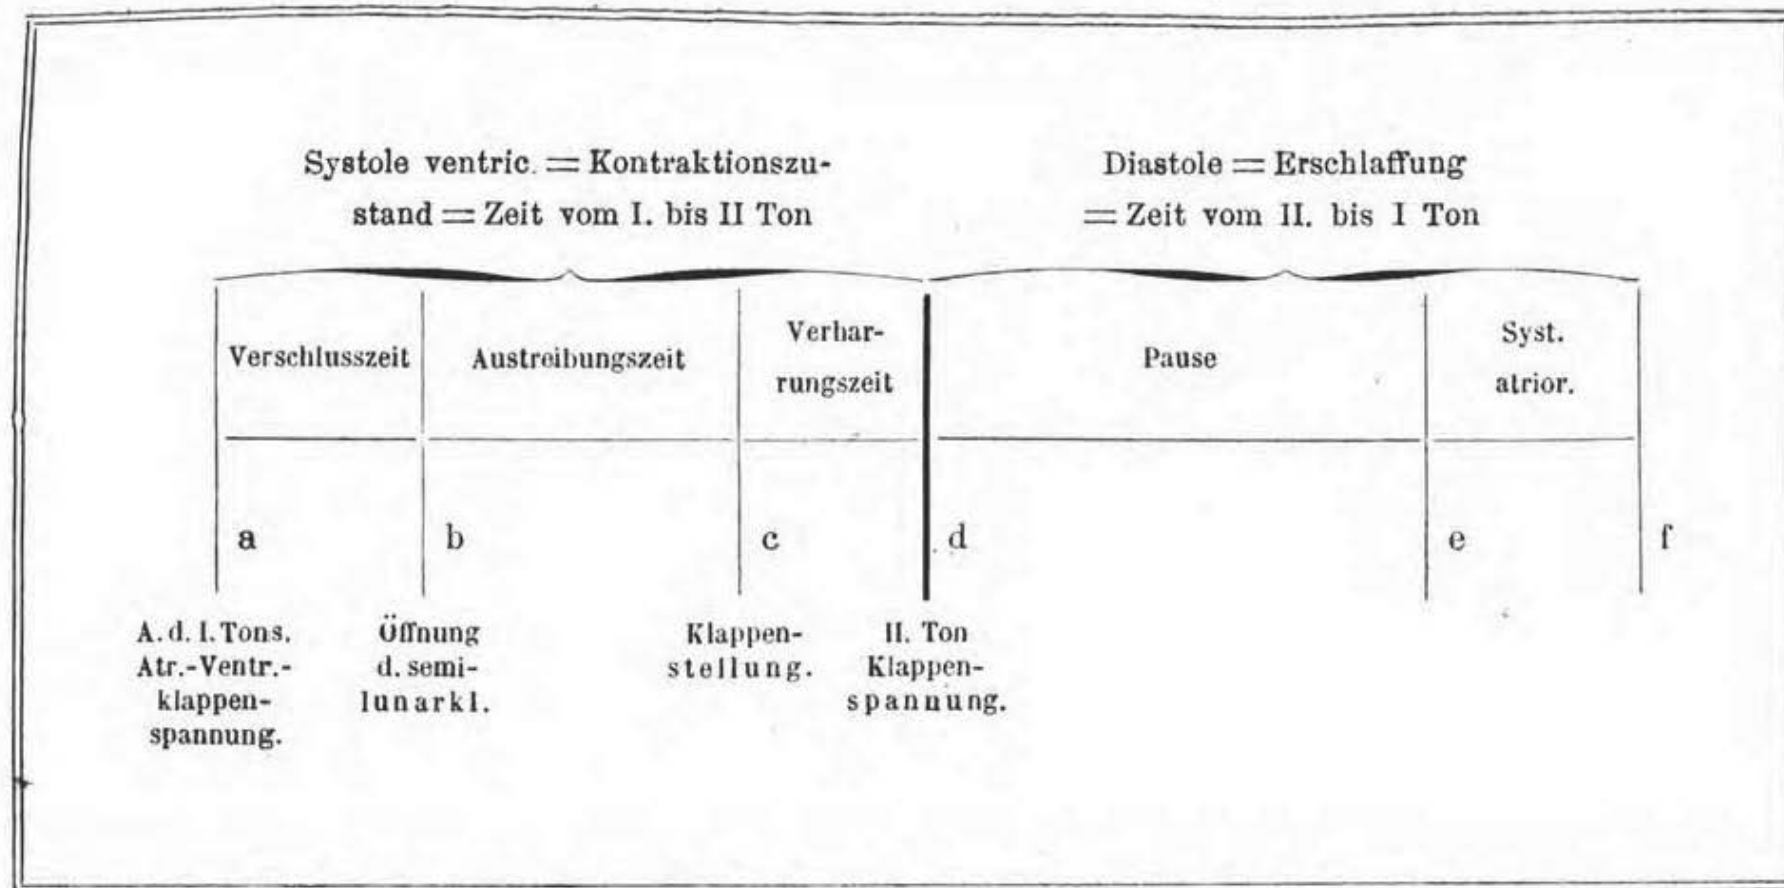 Systole ventric. = Kontraktionszu-
stand = Zeit vom I. bis II Ton
Diastole = Erschlaffung
= Zeit vom II. bis I Ton
Verschlusszeit
Austreibungszeit
Verhar-
rungszeit
Pause
Syst.
atrior.
a
b
c
d
e
f
A. d. I. Tons.
Atr.-Ventr.-
klappen-
spannung.
Öffnung
d. semi-
lunarkl.
Klappen-
stellung.
II. Ton
Klappen-
spannung.